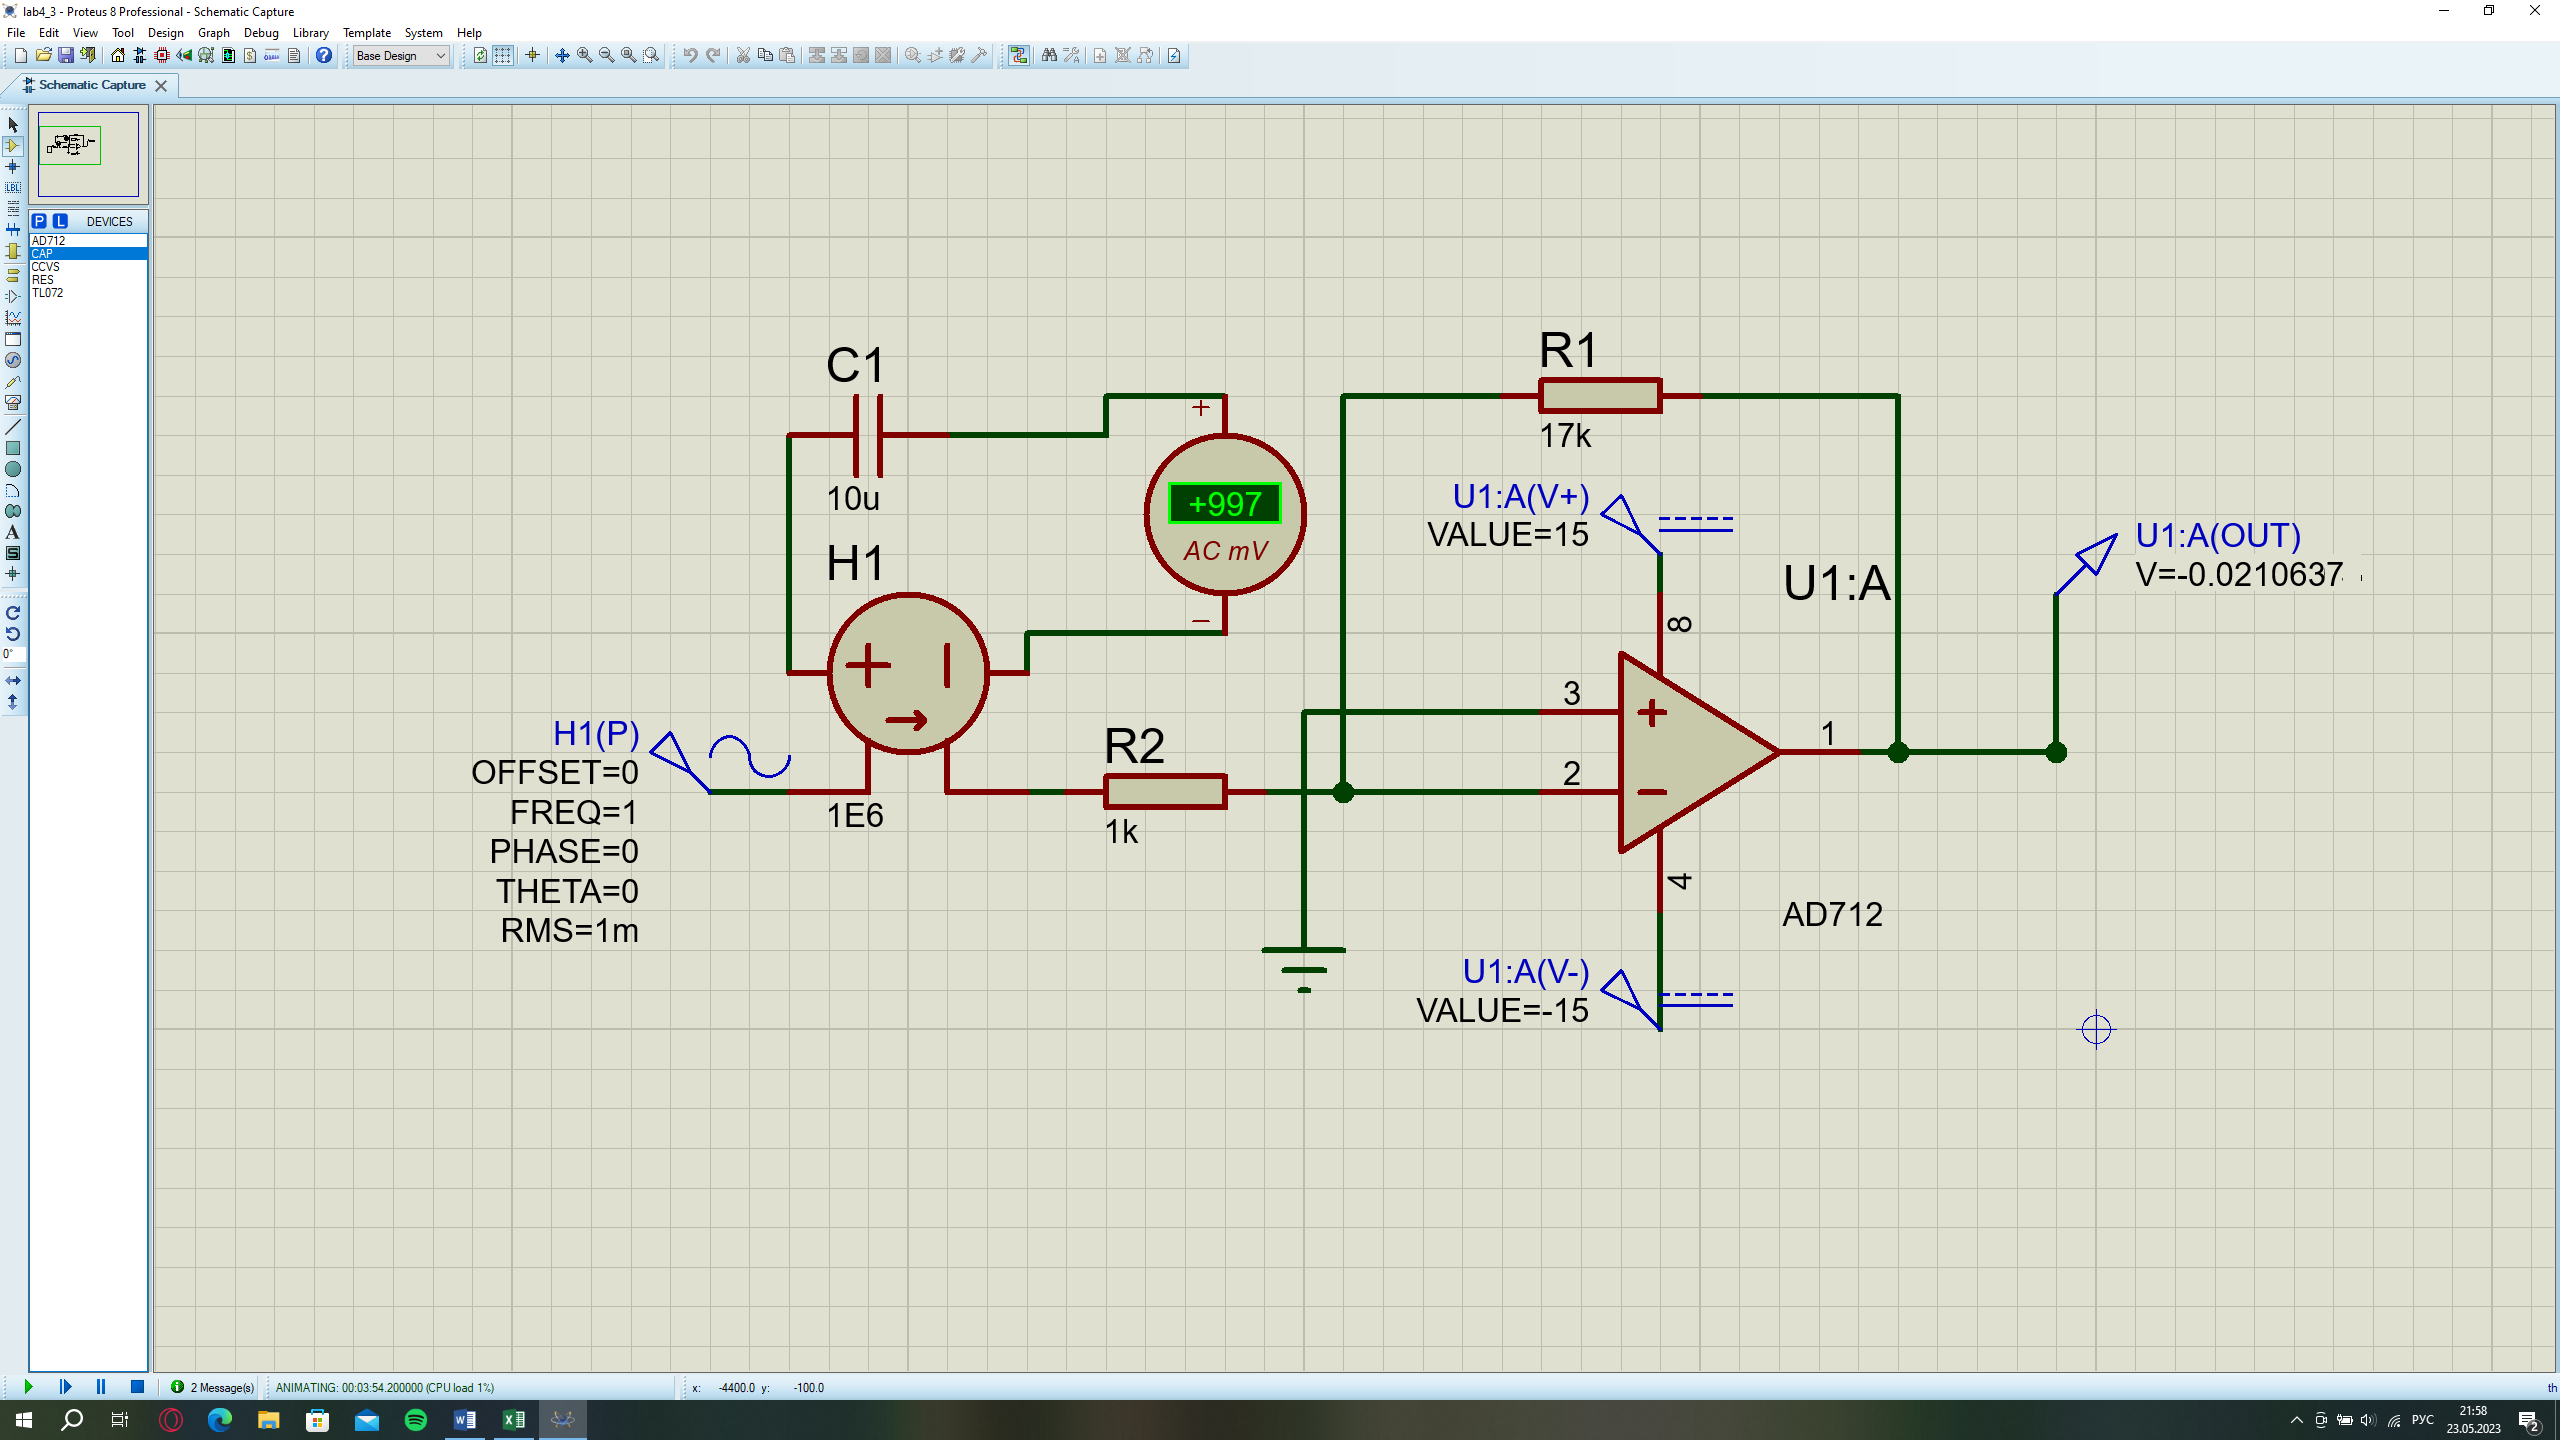 lab4_3 - Proteus 8 Professional - Schematic Capture
File Edit View Tool Design Graph Debug Library Template System Help
Base Design
Schematic Capture
P L DEVICES
AD712
CAP
CCVS
RES
TL072
LBL
A
S
0°
C1
10u
H1
+997
AC mV
R1
17k
U1:A(V+)
VALUE=15
U1:A
8
U1:A(OUT)
V=-0.0210637
3
1
2
4
H1(P)
OFFSET=0
FREQ=1
PHASE=0
THETA=0
RMS=1m
1E6
R2
1k
AD712
U1:A(V-)
VALUE=-15
2 Message(s) ANIMATING: 00:03:54.200000 (CPU load 1%) x: -4400.0 y: -100.0 th
РУС
21:58
23.05.2023
2